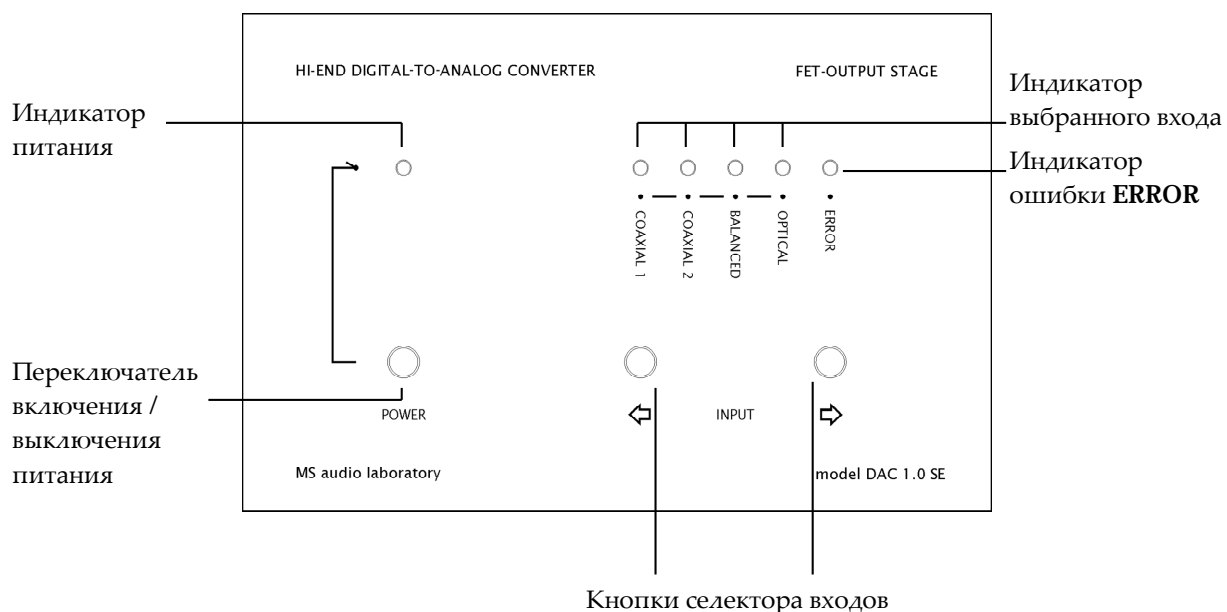 HI-END DIGITAL-TO-ANALOG CONVERTER
FET-OUTPUT STAGE
Индикатор
питания
Индикатор
выбранного входа
Индикатор
ошибки ERROR
COAXIAL 1
COAXIAL 2
BALANCED
OPTICAL
ERROR
Переключатель
включения /
выключения
питания
POWER
INPUT
MS audio laboratory
model DAC 1.0 SE
Кнопки селектора входов